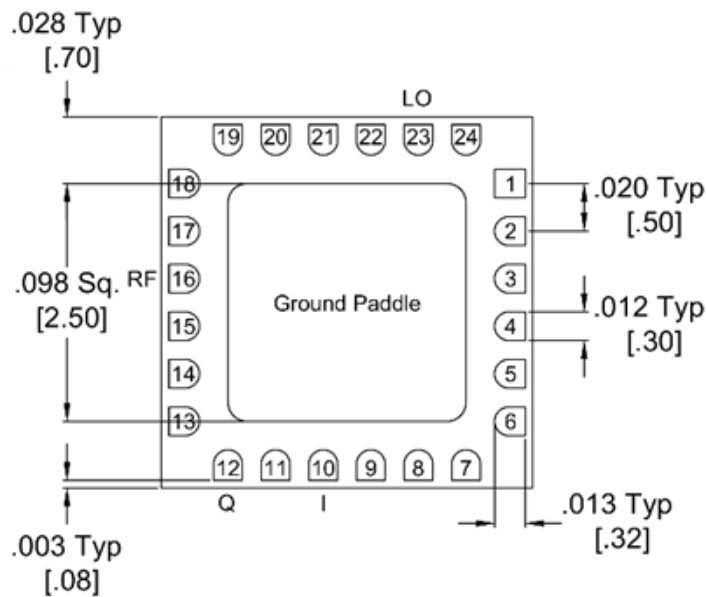 .028 Typ
[.70]
LO
19 20 21 22 23 24
18 1 .020 Typ
17 2 [.50]
.098 Sq. RF 16 Ground Paddle 3
[2.50] 15 4 .012 Typ
14 5 [.30]
13 6
12 11 10 9 8 7
Q I .013 Typ
.003 Typ [.32]
[.08]